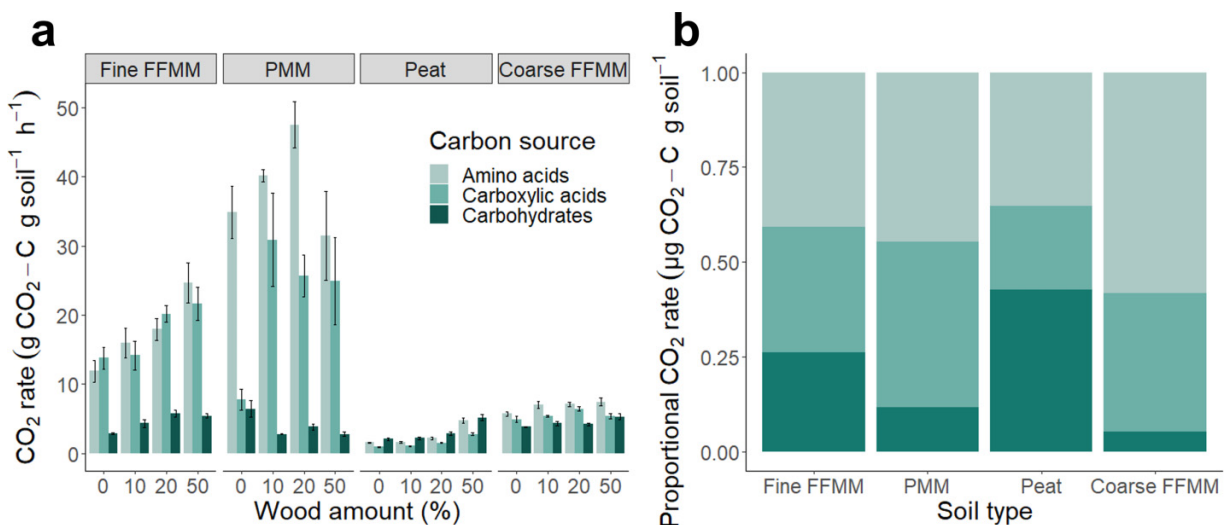 a
Fine FFMM
PMM
Peat
Coarse FFMM
CO₂ rate (g CO₂ − C g soil⁻¹ h⁻¹)
50
40
30
20
10
0
Carbon source
Amino acids
Carboxylic acids
Carbohydrates
0 10 20 50 0 10 20 50 0 10 20 50 0 10 20 50
Wood amount (%)
b
Proportional CO₂ rate (µg CO₂ − C g soil⁻¹
1.00
0.75
0.50
0.25
0.00
Fine FFMM
PMM
Peat
Coarse FFMM
Soil type